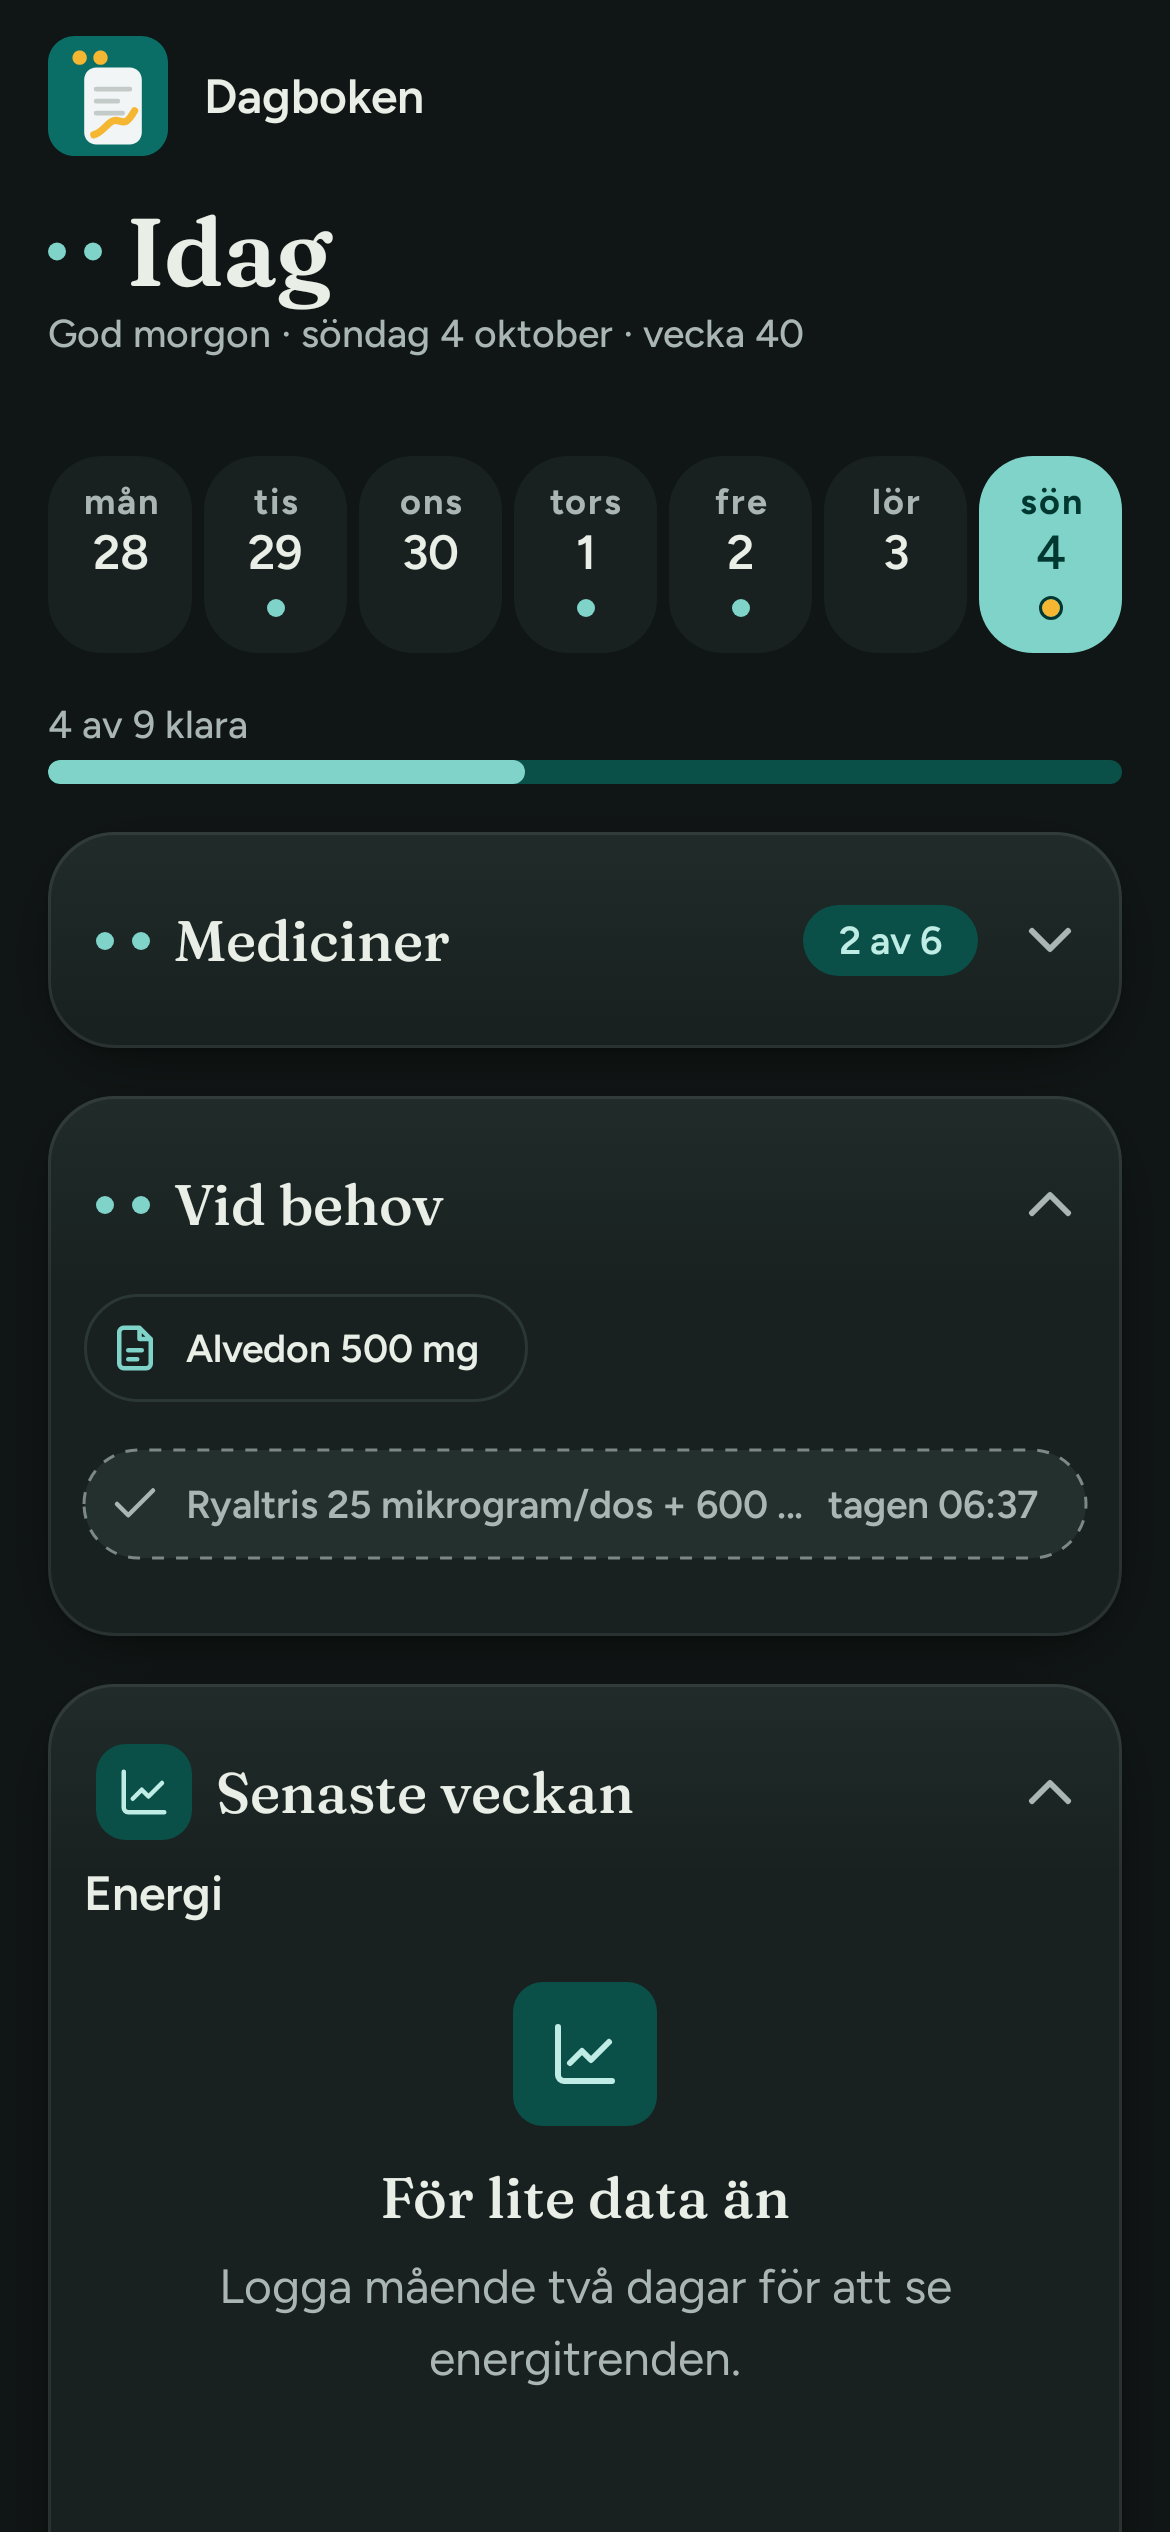 Dagboken
Idag
God morgon · söndag 4 oktober · vecka 40
mån tis ons tors fre lör sön
28 29 30 1 2 3 4
4 av 9 klara
Mediciner 2 av 6
Vid behov
Alvedon 500 mg
Ryaltris 25 mikrogram/dos + 600 ... tagen 06:37
Senaste veckan
Energi
För lite data än
Logga mående två dagar för att se
energitrenden.